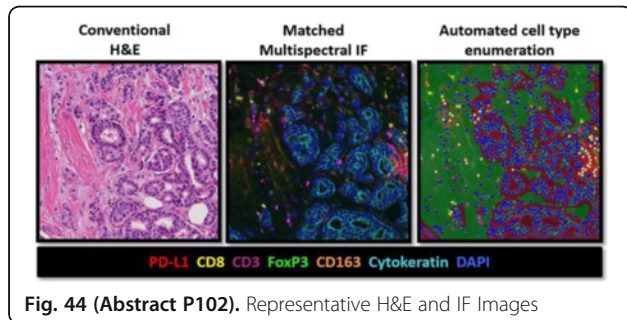 Conventional
H&E
Matched
Multispectral IF
Automated cell type
enumeration
PD-L1 CD8 CD3 FoxP3 CD163 Cytokeratin DAPI
Fig. 44 (Abstract P102). Representative H&E and IF Images